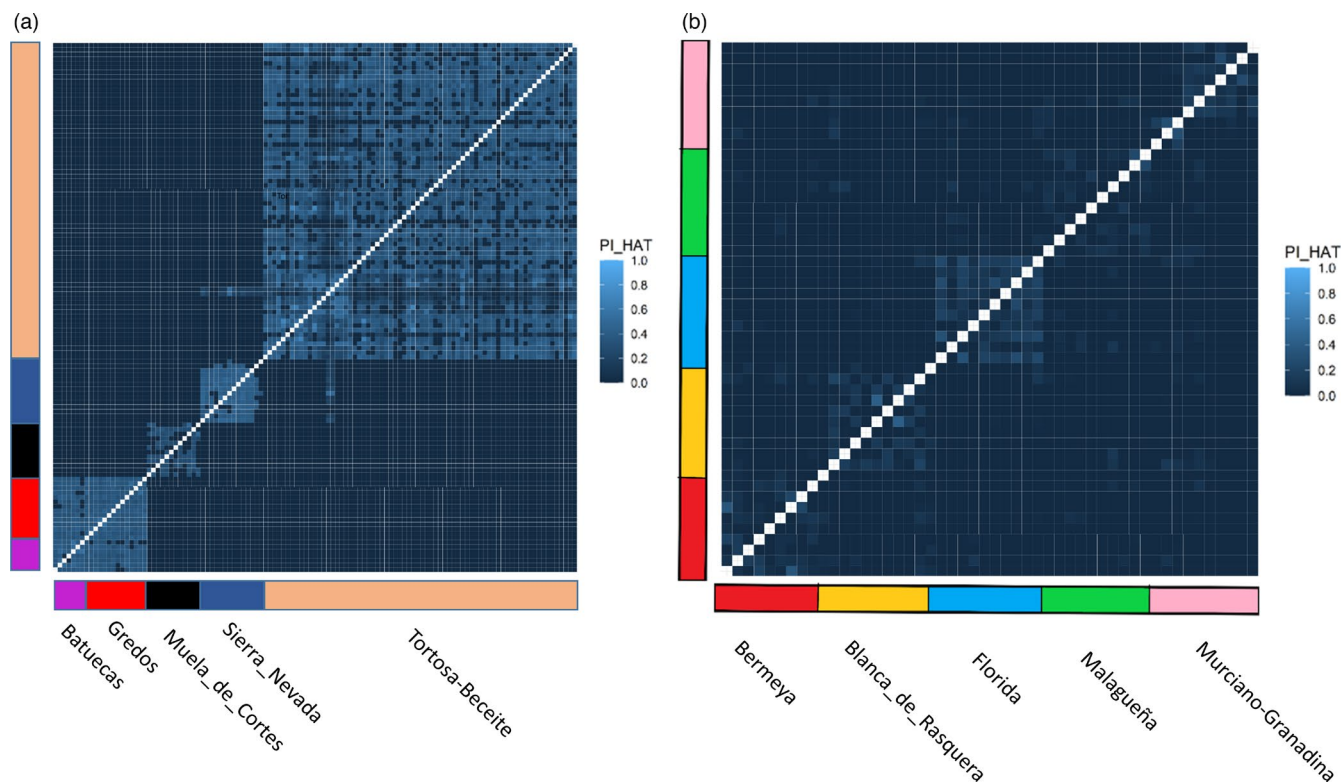 (a)
PI_HAT
1.0
0.8
0.6
0.4
0.2
0.0
Batuecas
Gredos
Muela_de_Cortes
Sierra_Nevada
Tortosa-Beceite
(b)
PI_HAT
1.0
0.8
0.6
0.4
0.2
0.0
Bermeya
Blanca_de_Rasquera
Florida
Malagueña
Murciano-Granadina